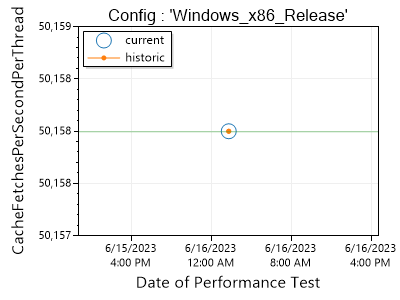 Config : 'Windows_x86_Release'
CacheFetchesPerSecondPerThread
50,159
50,158
50,158
50,158
50,157
current
historic
6/15/2023 6/16/2023 6/16/2023 6/16/2023
4:00 PM 12:00 AM 8:00 AM 4:00 PM
Date of Performance Test